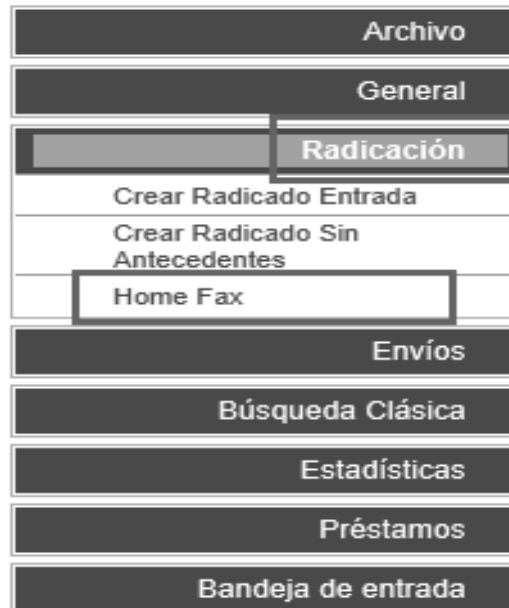 Archivo
General
Radicación
Crear Radicado Entrada
Crear Radicado Sin
Antecedentes
Home Fax
Envíos
Búsqueda Clásica
Estadísticas
Préstamos
Bandeja de entrada